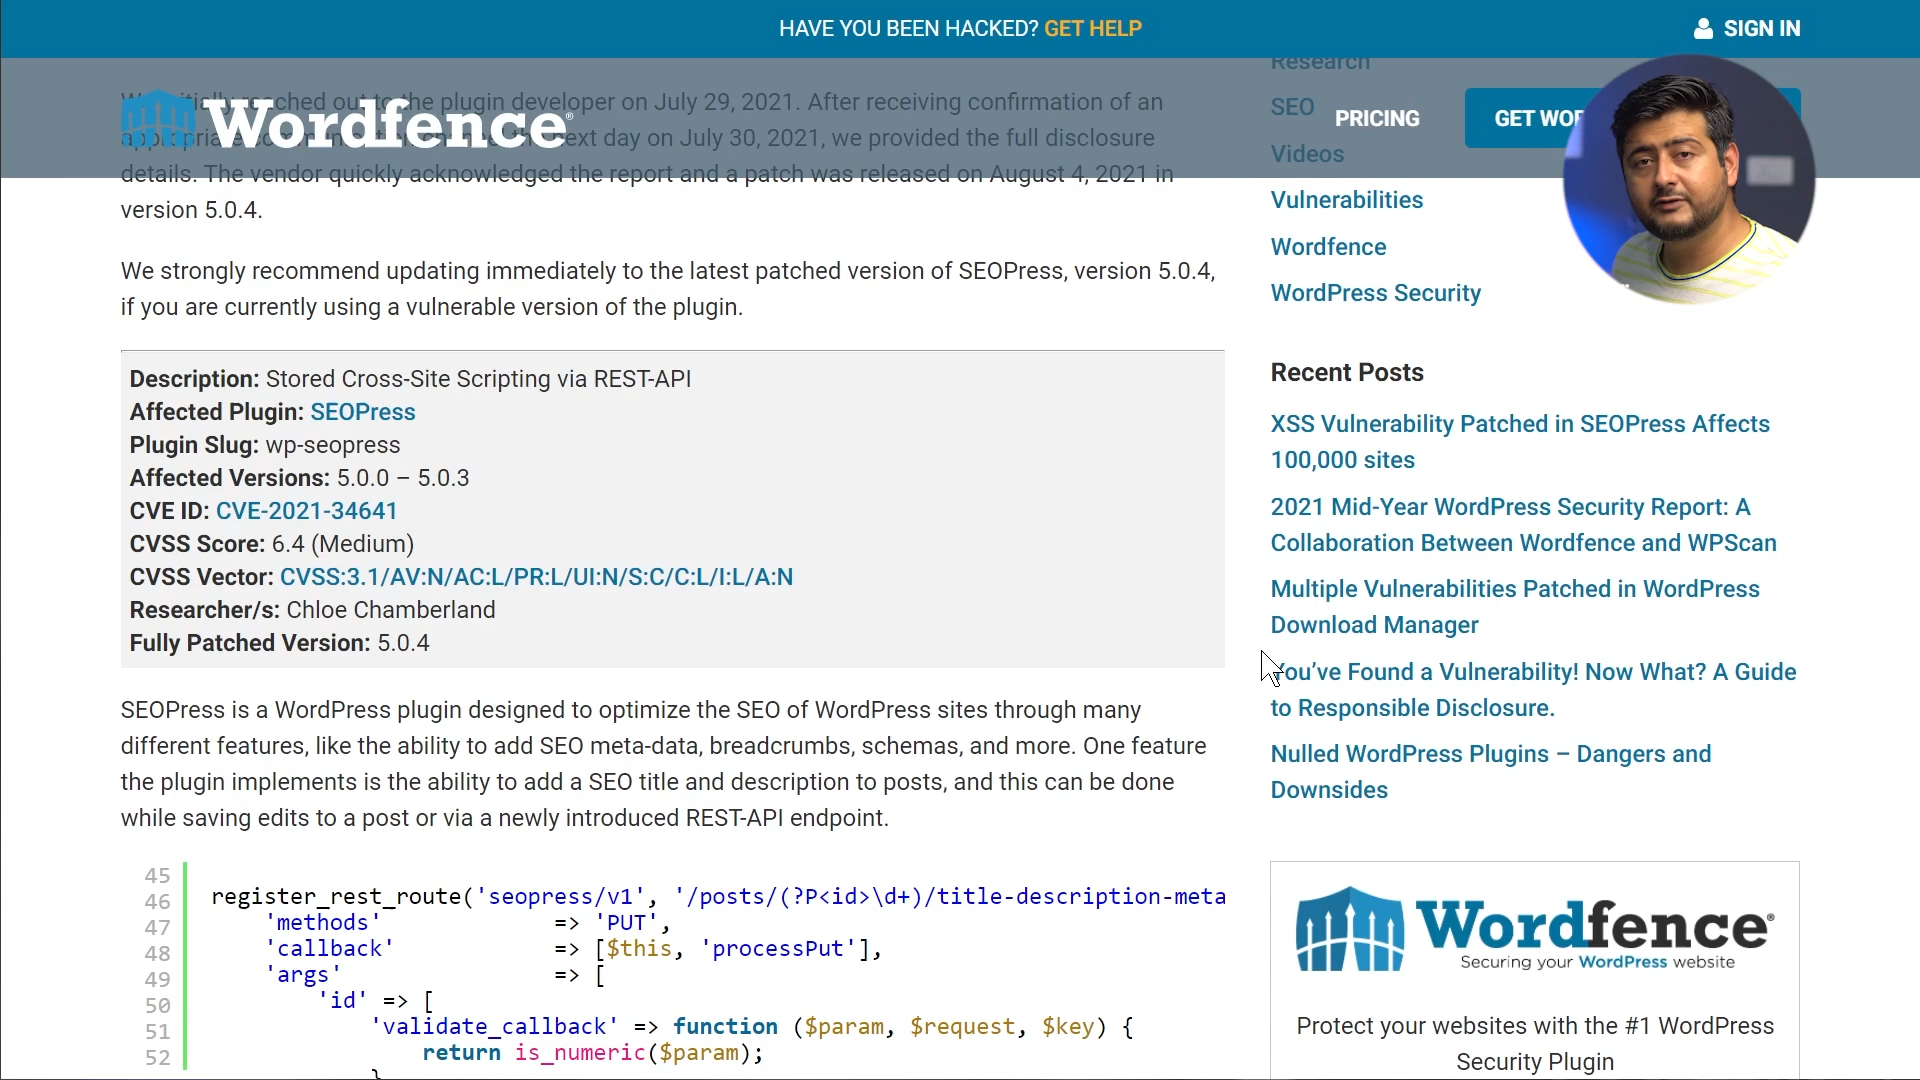 HAVE YOU BEEN HACKED? GET HELP
SIGN IN
Wordfence®
PRICING
GET
We initially reached out to the plugin developer on July 29, 2021. After receiving confirmation of an
next day on July 30, 2021, we provided the full disclosure
details. The vendor quickly acknowledged the report and a patch was released on August 4, 2021 in
version 5.0.4.
We strongly recommend updating immediately to the latest patched version of SEOPress, version 5.0.4,
if you are currently using a vulnerable version of the plugin.
Description: Stored Cross-Site Scripting via REST-API
Affected Plugin: SEOPress
Plugin Slug: wp-seopress
Affected Versions: 5.0.0 – 5.0.3
CVE ID: CVE-2021-34641
CVSS Score: 6.4 (Medium)
CVSS Vector: CVSS:3.1/AV:N/AC:L/PR:L/UI:N/S:C/C:L/I:L/A:N
Researcher/s: Chloe Chamberland
Fully Patched Version: 5.0.4
SEOPress is a WordPress plugin designed to optimize the SEO of WordPress sites through many
different features, like the ability to add SEO meta-data, breadcrumbs, schemas, and more. One feature
the plugin implements is the ability to add a SEO title and description to posts, and this can be done
while saving edits to a post or via a newly introduced REST-API endpoint.
45
46 register_rest_route('seopress/v1', '/posts/(?P<id>\d+)/title-description-meta
47 'methods' => 'PUT',
48 'callback' => [$this, 'processPut'],
49 'args' => [
50 'id' => [
51 'validate_callback' => function ($param, $request, $key) {
52 return is_numeric($param);
Research
SEO
Videos
Vulnerabilities
Wordfence
WordPress Security
Recent Posts
XSS Vulnerability Patched in SEOPress Affects
100,000 sites
2021 Mid-Year WordPress Security Report: A
Collaboration Between Wordfence and WPScan
Multiple Vulnerabilities Patched in WordPress
Download Manager
You've Found a Vulnerability! Now What? A Guide
to Responsible Disclosure.
Nulled WordPress Plugins – Dangers and
Downsides
Wordfence®
Securing your WordPress website
Protect your websites with the #1 WordPress
Security Plugin